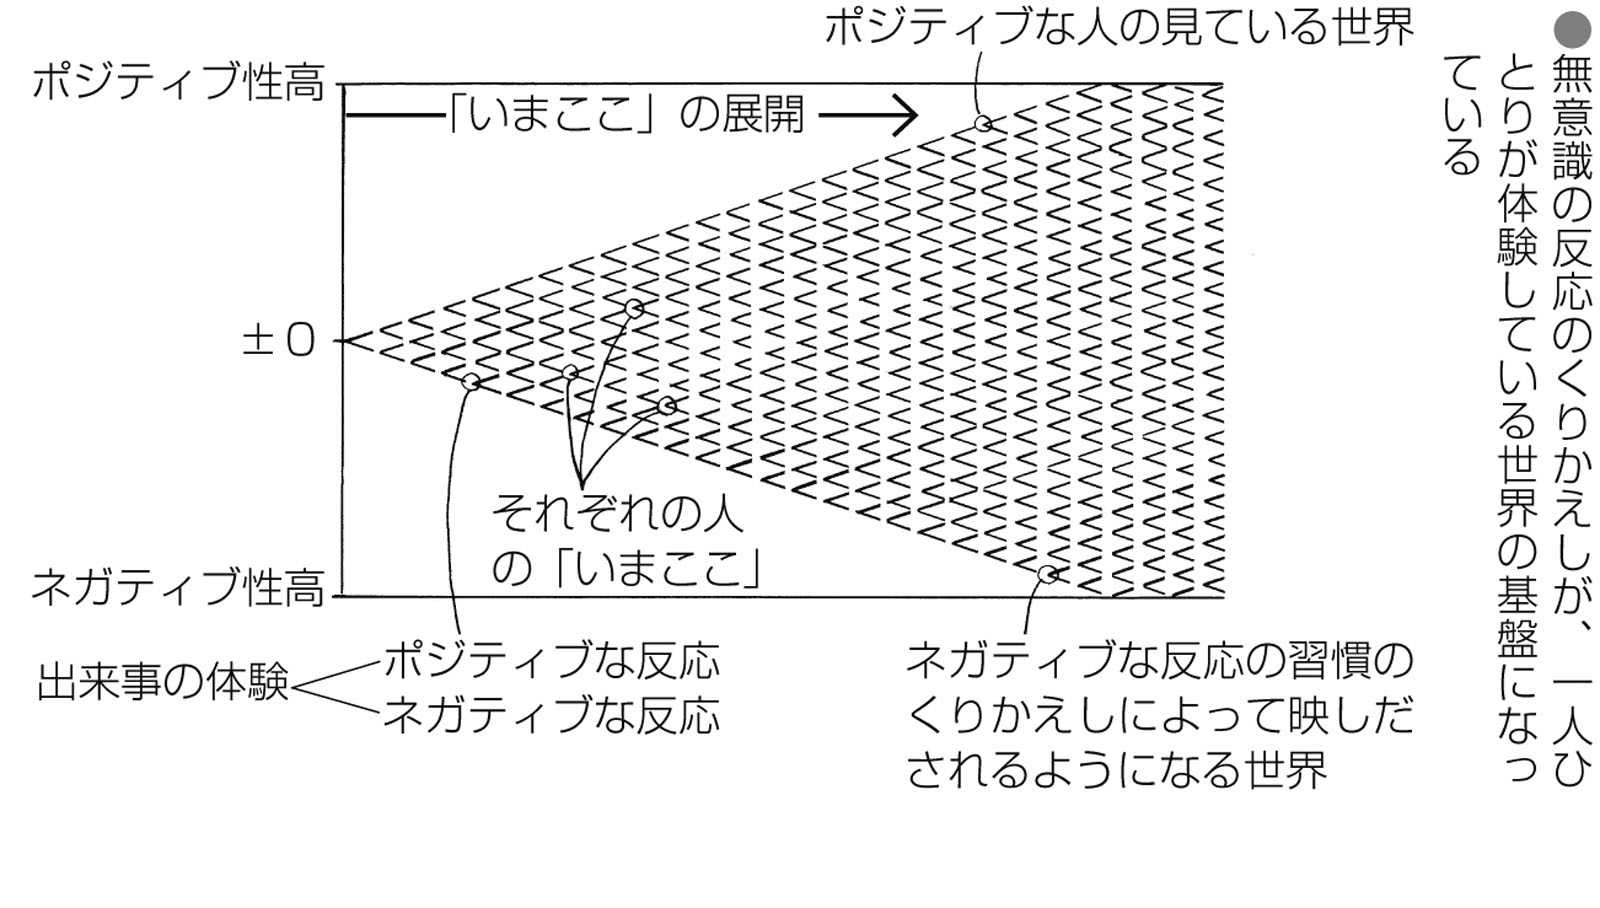 ●無意識の反応のくりかえしが、一人ひ
とりが体験している世界の基盤になっ
ている
ポジティブな人の見ている世界
ポジティブ性高
「いまここ」の展開
±0
それぞれの人
の「いまここ」
ネガティブ性高
出来事の体験
ポジティブな反応
ネガティブな反応
ネガティブな反応の習慣の
くりかえしによって映しだ
されるようになる世界